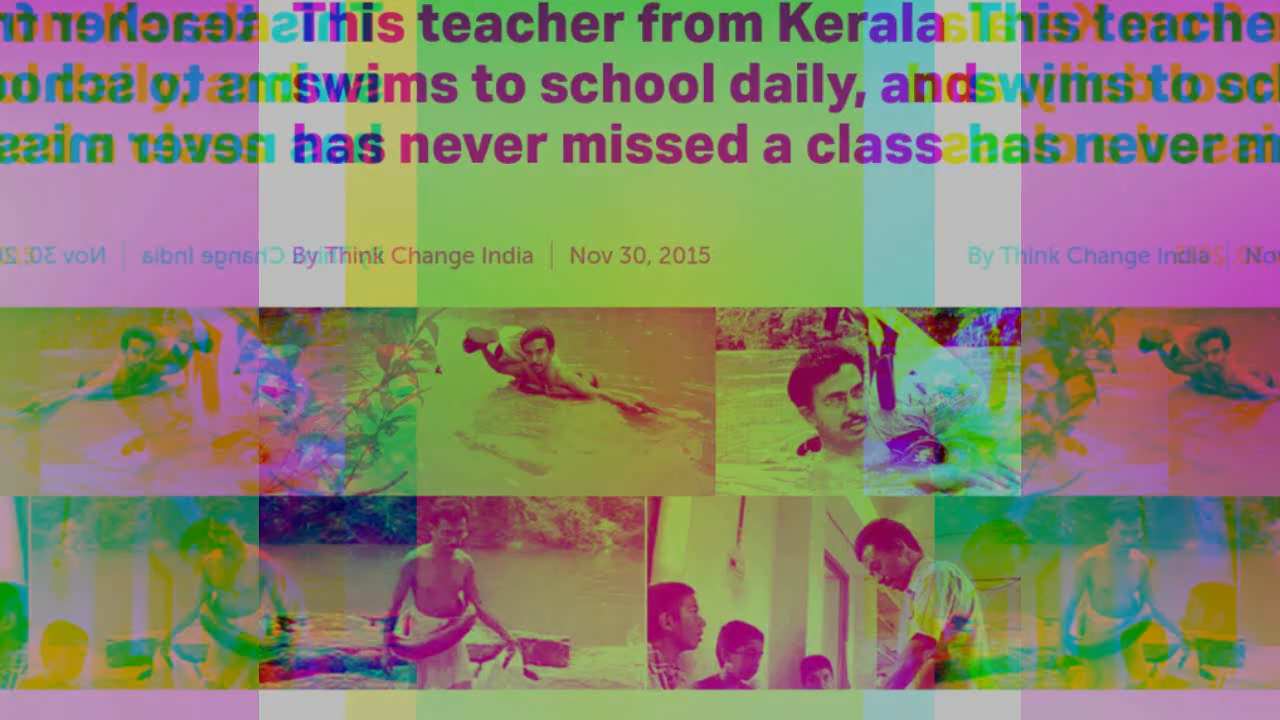 This teacher from Kerala
swims to school daily, and
has never missed a class
By Think Change India | Nov 30, 2015